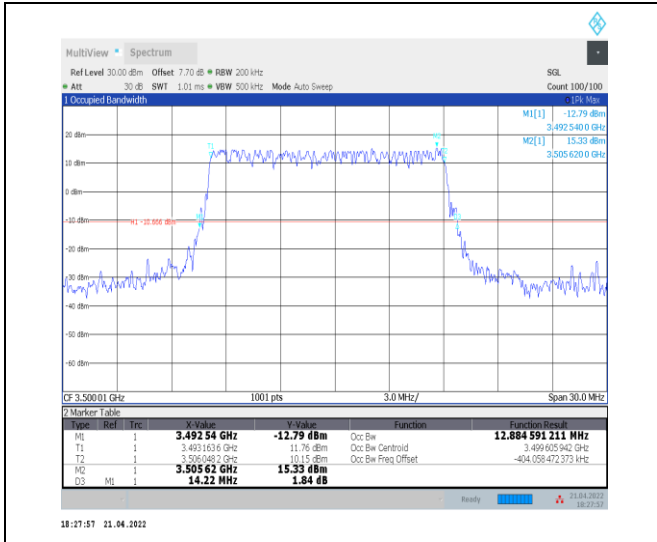 MultiView Spectrum
Ref Level 30.00 dBm Offset 7.70 dB RBW 200 kHz SGL
Att 30 dB SWT 1.01 ms VBW 500 kHz Mode Auto Sweep Count 100/100
1 Occupied Bandwidth 1Pk Max
M1[1] -12.79 dBm
3.492540 0 GHz
M2[1] 15.33 dBm
3.505620 0 GHz
20 dBm
10 dBm
0 dBm
-10 dBm
H1 -10.666 dBm
-20 dBm
-30 dBm
-40 dBm
-50 dBm
-60 dBm
CF 3.500 01 GHz 1001 pts 3.0 MHz/ Span 30.0 MHz
2 Marker Table
Type Ref Trc X-Value Y-Value Function Function Result
M1 1 3.492 54 GHz -12.79 dBm Occ Bw 12.884 591 211 MHz
T1 1 3.493 163 6 GHz 11.76 dBm Occ Bw Centroid 3.499 605 942 GHz
T2 1 3.506 048 2 GHz 10.15 dBm Occ Bw Freq Offset -404.058 472 373 kHz
M2 1 3.505 62 GHz 15.33 dBm
D3 M1 1 14.22 MHz 1.84 dB
Ready 21.04.2022
18:27:57
18:27:57 21.04.2022